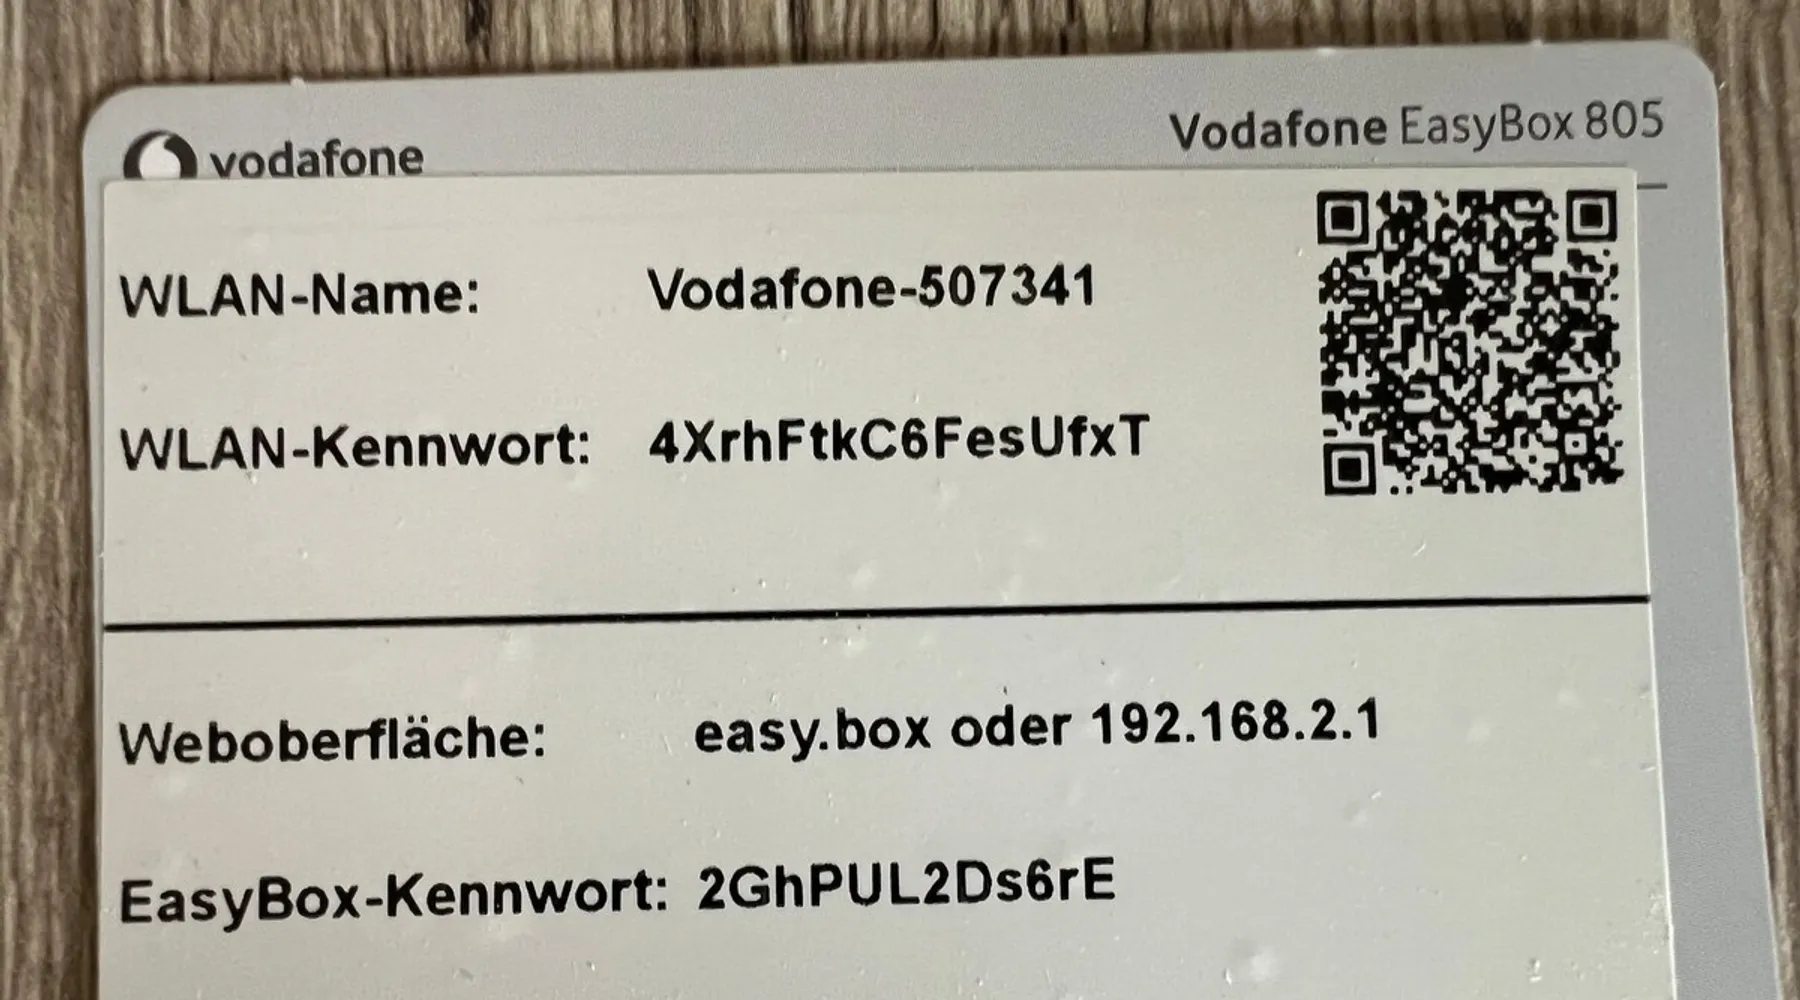 vodafone
Vodafone EasyBox 805
WLAN-Name: Vodafone-507341
WLAN-Kennwort: 4XrhFtkC6FesUfxT
Weboberfläche: easy.box oder 192.168.2.1
EasyBox-Kennwort: 2GhPUL2Ds6rE